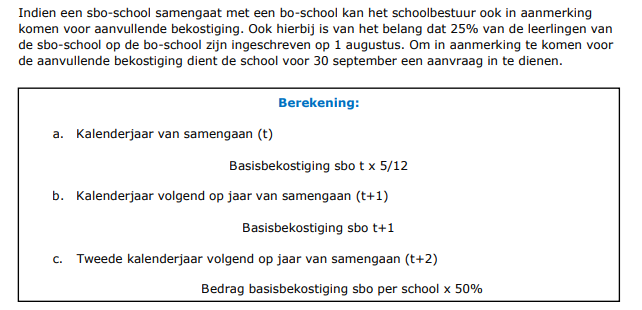 Indien een sbo-school samengaat met een bo-school kan het schoolbestuur ook in aanmerking
komen voor aanvullende bekostiging. Ook hierbij is van het belang dat 25% van de leerlingen van
de sbo-school op de bo-school zijn ingeschreven op 1 augustus. Om in aanmerking te komen voor
de aanvullende bekostiging dient de school voor 30 september een aanvraag in te dienen.
Berekening:
a. Kalenderjaar van samengaan (t)
Basisbekostiging sbo t x 5/12
b. Kalenderjaar volgend op jaar van samengaan (t+1)
Basisbekostiging sbo t+1
c. Tweede kalenderjaar volgend op jaar van samengaan (t+2)
Bedrag basisbekostiging sbo per school x 50%